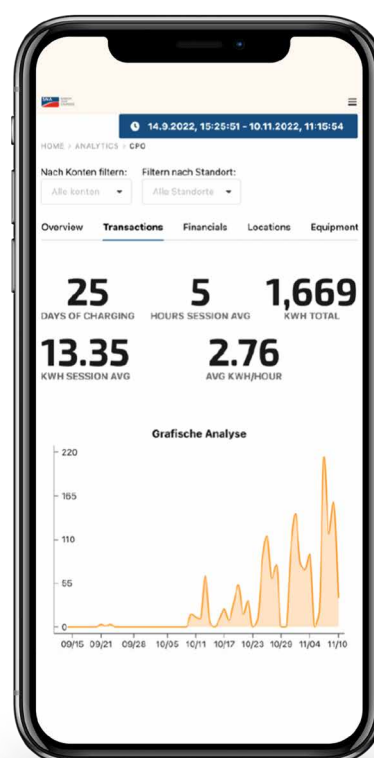 SMA
14.9.2022, 15:25:51 - 10.11.2022, 11:15:54
HOME > ANALYTICS > CPO
Nach Konten filtern: Filtern nach Standort:
Alle konten Alle Standorte
Overview Transactions Financials Locations Equipment
25 5 1,669
DAYS OF CHARGING HOURS SESSION AVG KWH TOTAL
13.35 2.76
KWH SESSION AVG AVG KWH/HOUR
Grafische Analyse
220
165
110
55
0
09/15 09/21 09/28 10/05 10/11 10/17 10/23 10/29 11/04 11/10